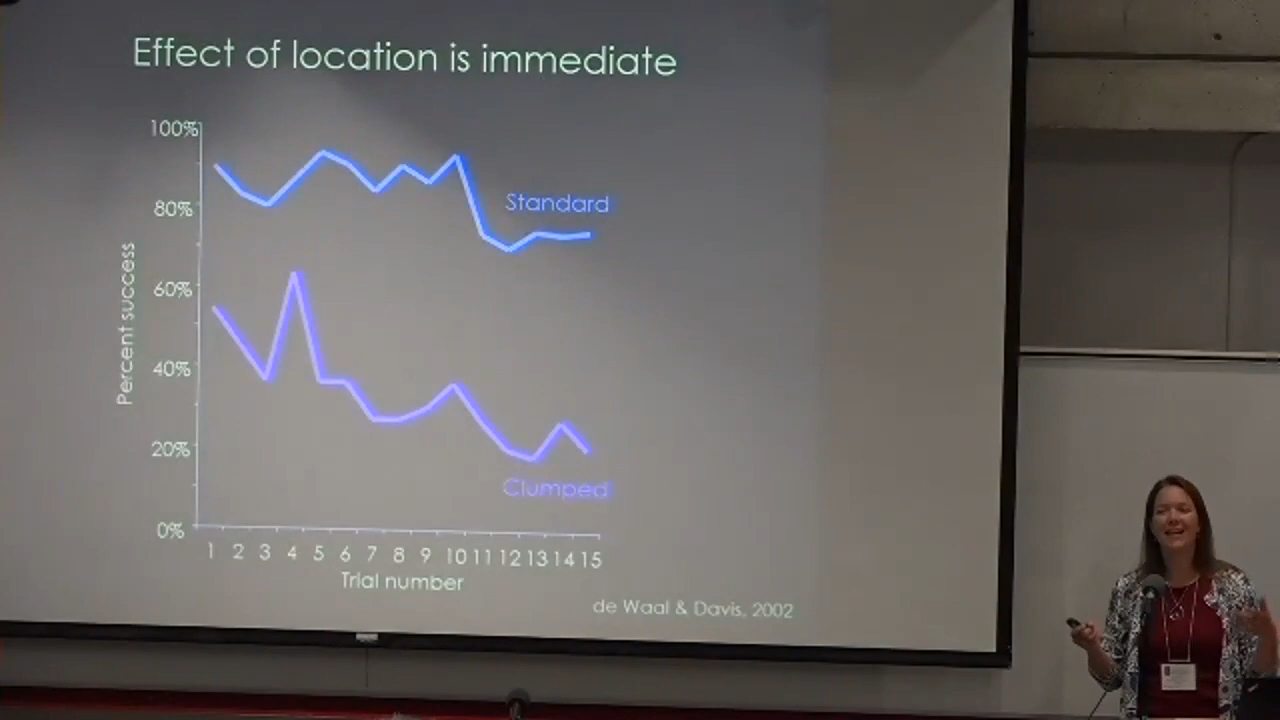 Effect of location is immediate
100%
80%
60%
40%
20%
0%
Percent success
Standard
Clumped
1 2 3 4 5 6 7 8 9 10 11 12 13 14 15
Trial number
de Waal & Davis, 2002